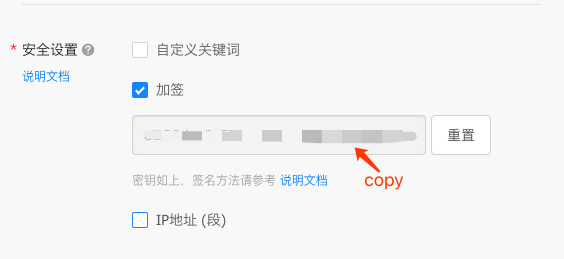 * 安全设置 ?
自定义关键词
说明文档
加签
重置
密钥如上，签名方法请参考 说明文档
copy
IP地址 (段)